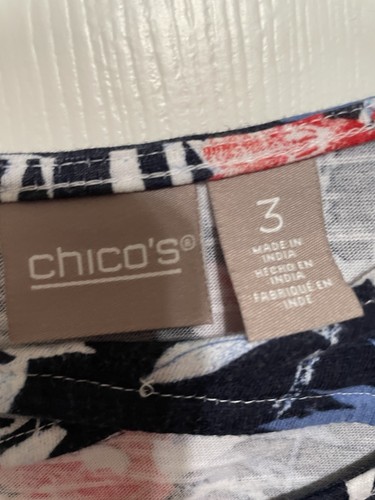 chico's®
3
MADE IN
INDIA
HECHO EN
INDIA
FABRIQUÉ EN
INDE